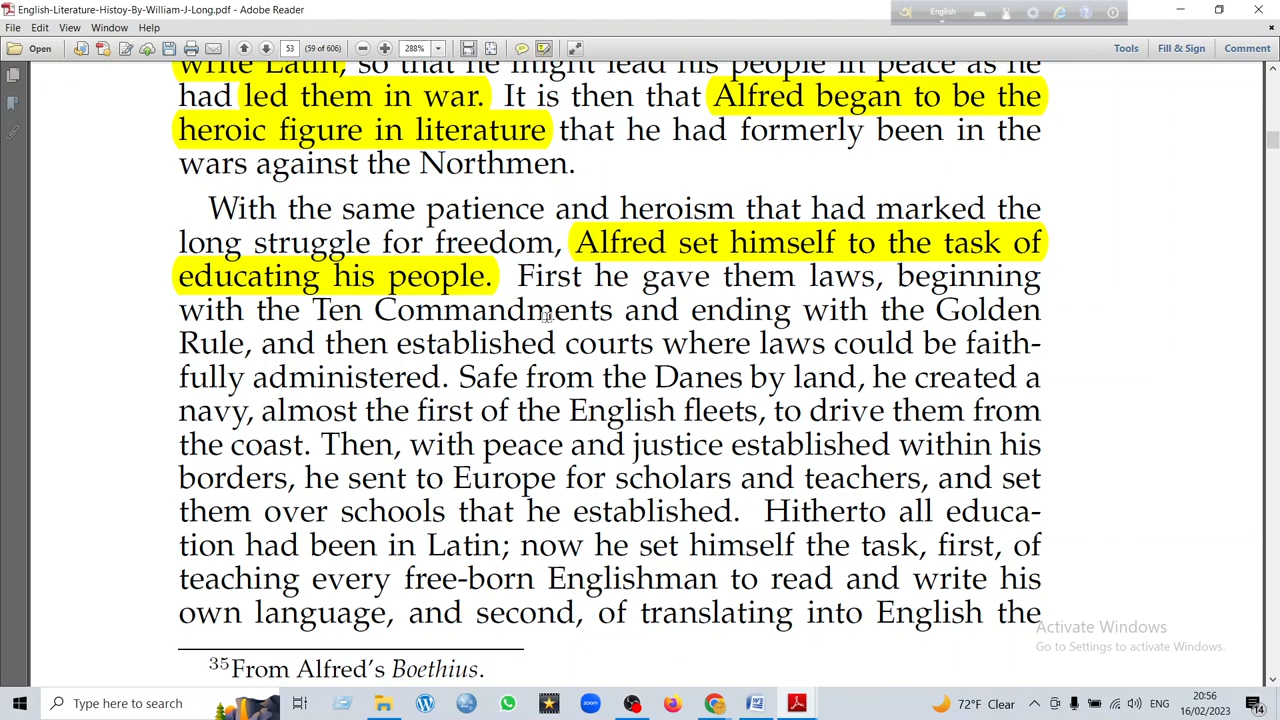 English-Literature-Histoy-By-William-J-Long.pdf - Adobe Reader
English
File Edit View Window Help
Open 53 (59 of 606) 288% Tools Fill & Sign Comment
write Latin, so that he might lead his people in peace as he
had led them in war. It is then that Alfred began to be the
heroic figure in literature that he had formerly been in the
wars against the Northmen.
With the same patience and heroism that had marked the
long struggle for freedom, Alfred set himself to the task of
educating his people. First he gave them laws, beginning
with the Ten Commandments and ending with the Golden
Rule, and then established courts where laws could be faith-
fully administered. Safe from the Danes by land, he created a
navy, almost the first of the English fleets, to drive them from
the coast. Then, with peace and justice established within his
borders, he sent to Europe for scholars and teachers, and set
them over schools that he established. Hitherto all educa-
tion had been in Latin; now he set himself the task, first, of
teaching every free-born Englishman to read and write his
own language, and second, of translating into English the
Activate Windows
Go to Settings to activate Windows.
35From Alfred's Boethius.
Type here to search
zoom
72°F Clear
ENG
20:56
16/02/2023
14